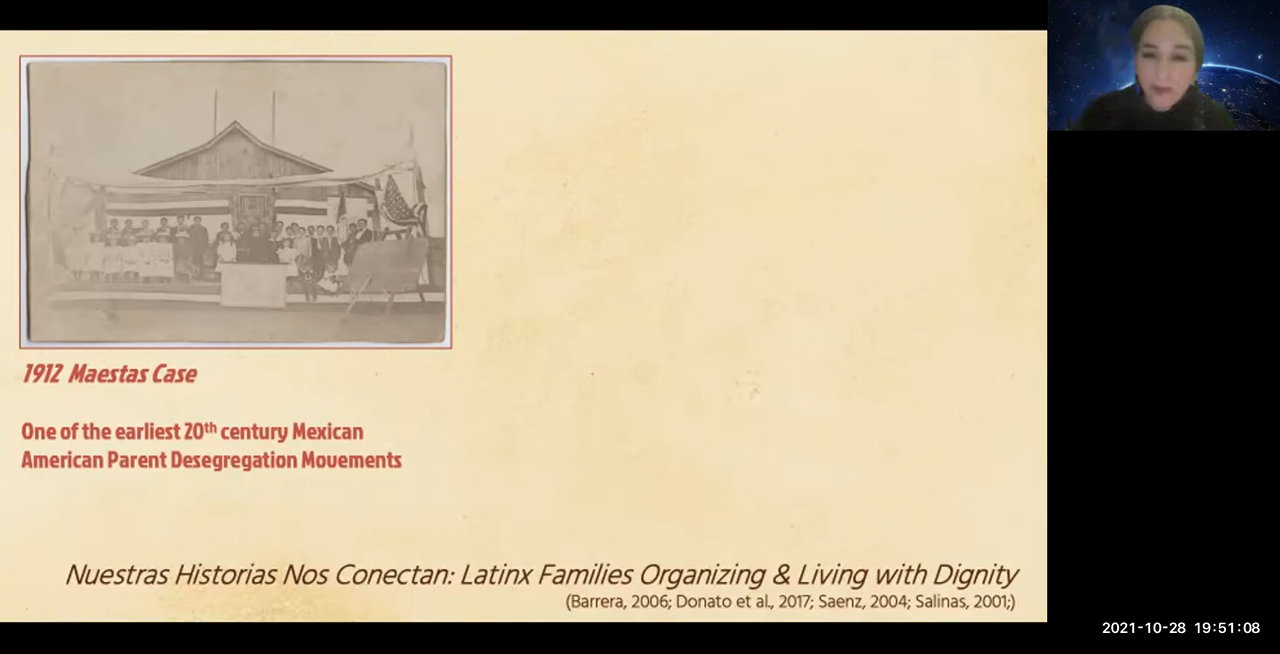 1912 Maestas Case
One of the earliest 20th century Mexican
American Parent Desegregation Movements
Nuestras Historias Nos Conectan: Latinx Families Organizing & Living with Dignity
(Barrera, 2006; Donato et al., 2017; Saenz, 2004; Salinas, 2001;)
2021-10-28 19:51:08